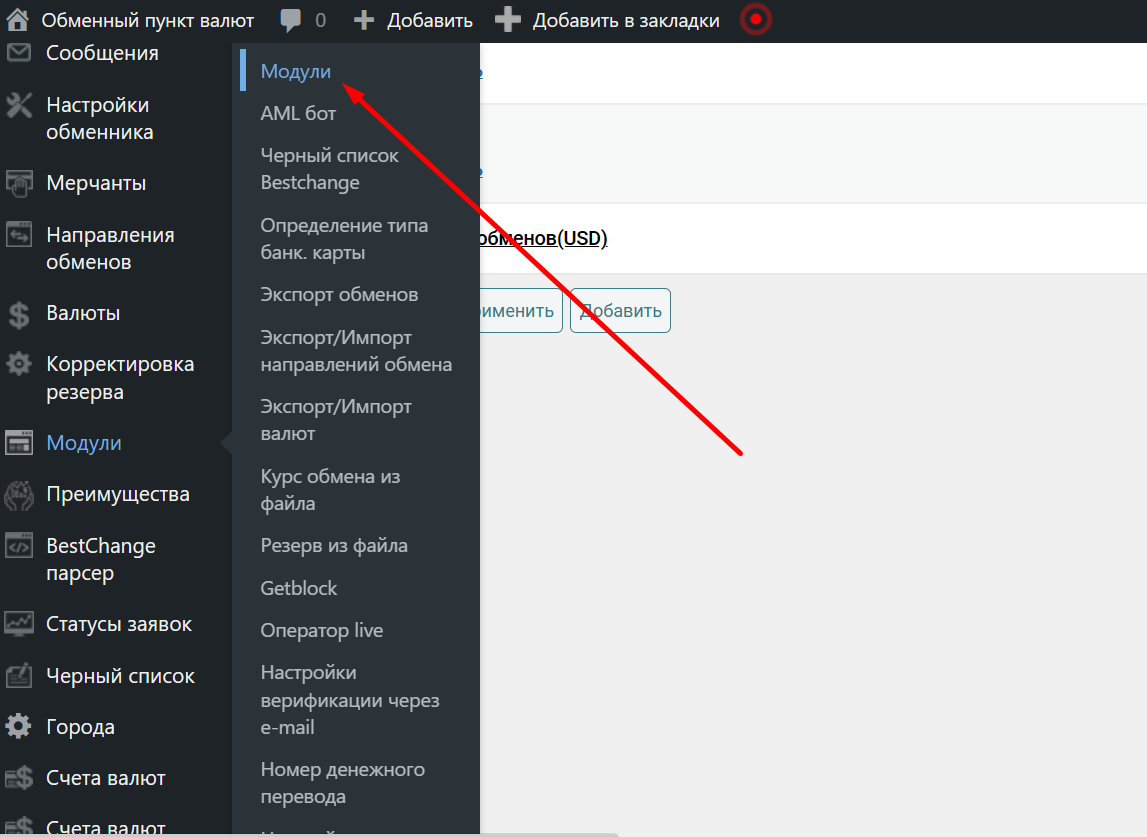 Обменный пункт валют 0 Добавить Добавить в закладки
Сообщения
Настройки
обменника
Мерчанты
Направления
обменов
Валюты
Корректировка
резерва
Модули
Преимущества
BestChange
парсер
Статусы заявок
Черный список
Города
Счета валют
Счета валют
Модули
AML бот
Черный список
Bestchange
Определение типа
банк. карты
Экспорт обменов
Экспорт/Импорт
направлений обмена
Экспорт/Импорт
валют
Курс обмена из
файла
Резерв из файла
Getblock
Оператор live
Настройки
верификации через
e-mail
Номер денежного
перевода
обменов(USD)
именить Добавить